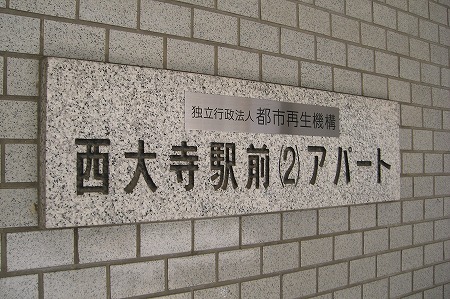 独立行政法人 都市再生機構
西大寺駅前(2)アパート